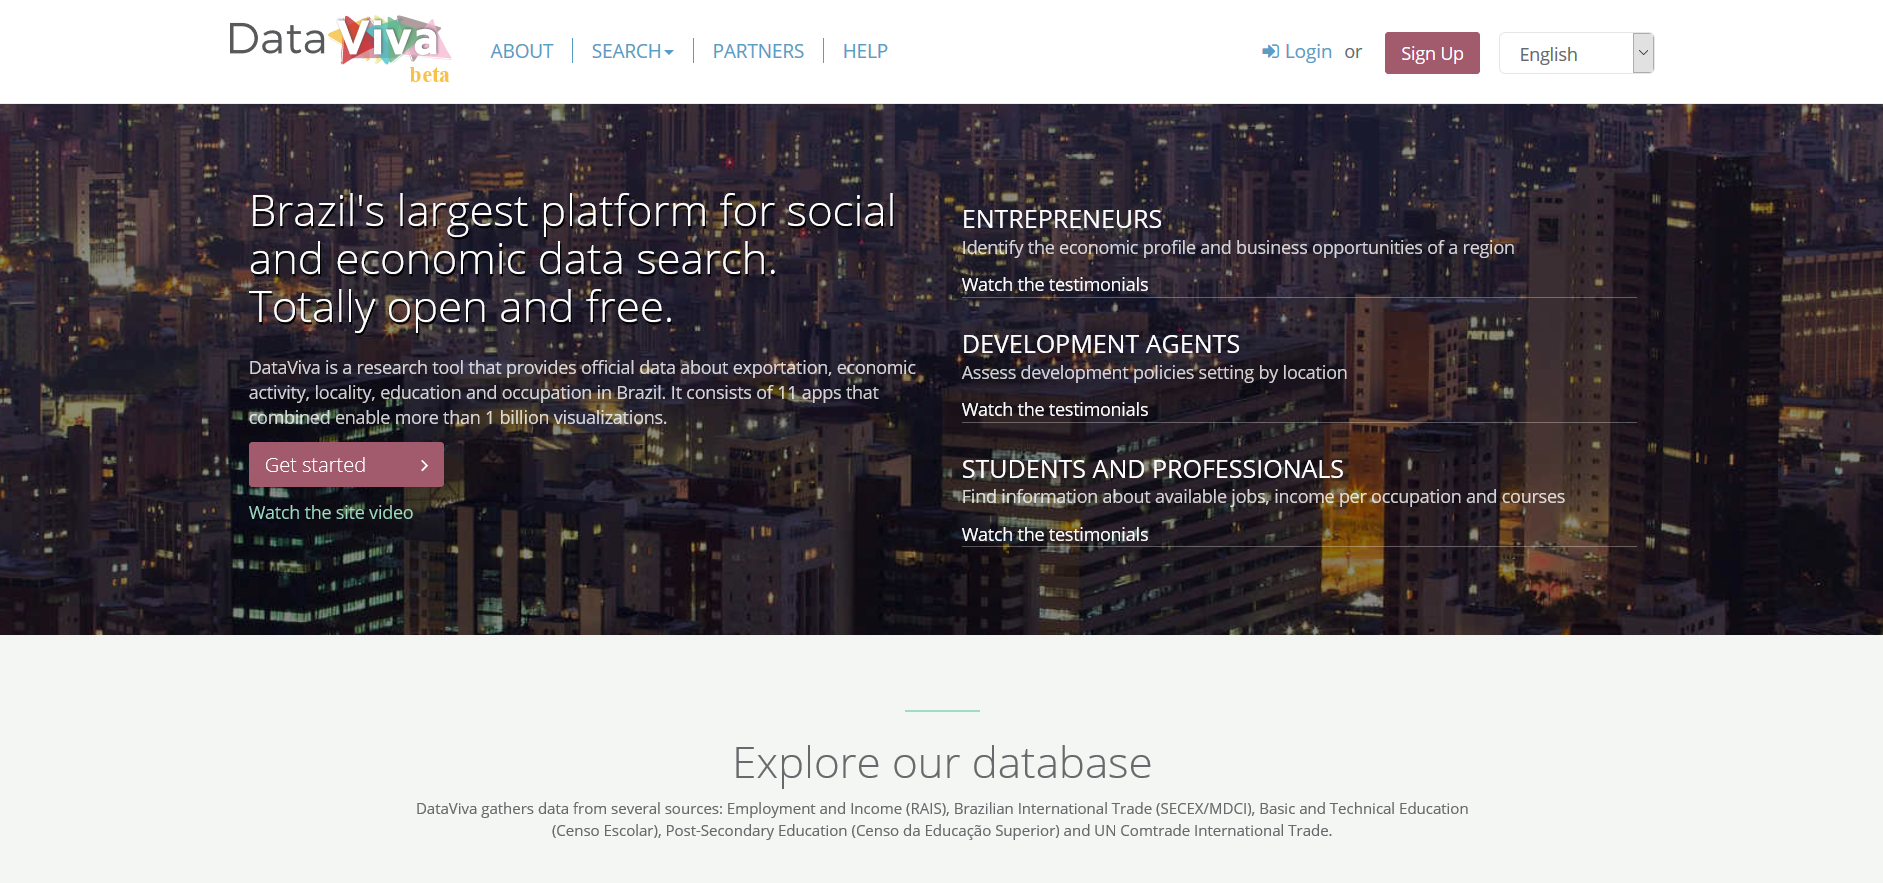 DataViva
beta
ABOUT
SEARCH
PARTNERS
HELP
Login or
Sign Up
English
Brazil's largest platform for social
and economic data search.
Totally open and free.
DataViva is a research tool that provides official data about exportation, economic
activity, locality, education and occupation in Brazil. It consists of 11 apps that
combined enable more than 1 billion visualizations.
Get started
Watch the site video
ENTREPRENEURS
Identify the economic profile and business opportunities of a region
Watch the testimonials
DEVELOPMENT AGENTS
Assess development policies setting by location
Watch the testimonials
STUDENTS AND PROFESSIONALS
Find information about available jobs, income per occupation and courses
Watch the testimonials
Explore our database
DataViva gathers data from several sources: Employment and Income (RAIS), Brazilian International Trade (SECEX/MDCI), Basic and Technical Education
(Censo Escolar), Post-Secondary Education (Censo da Educação Superior) and UN Comtrade International Trade.